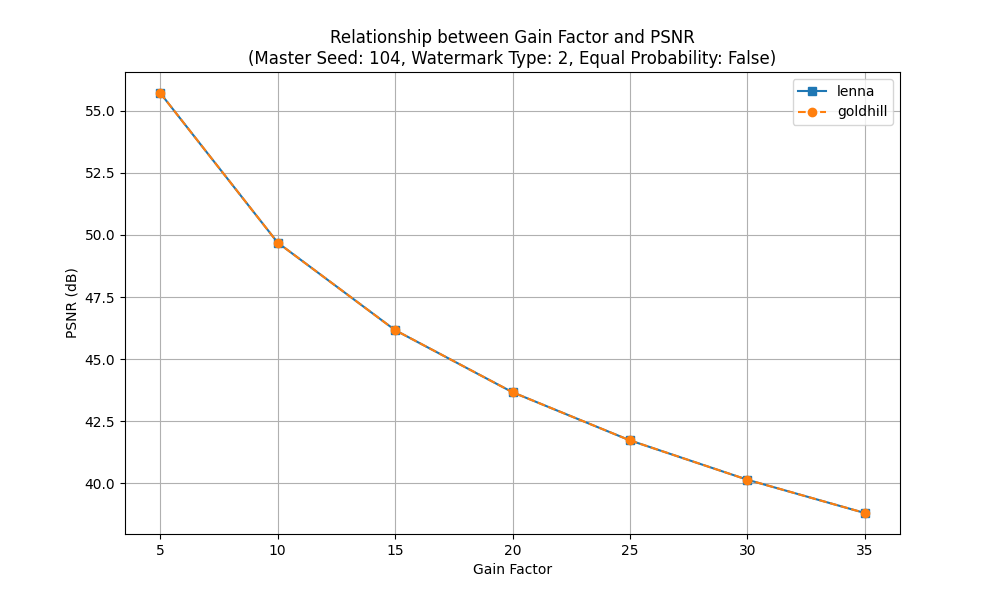 Relationship between Gain Factor and PSNR
(Master Seed: 104, Watermark Type: 2, Equal Probability: False)
lenna
goldhill
55.0
52.5
50.0
47.5
45.0
42.5
40.0
PSNR (dB)
5 10 15 20 25 30 35
Gain Factor